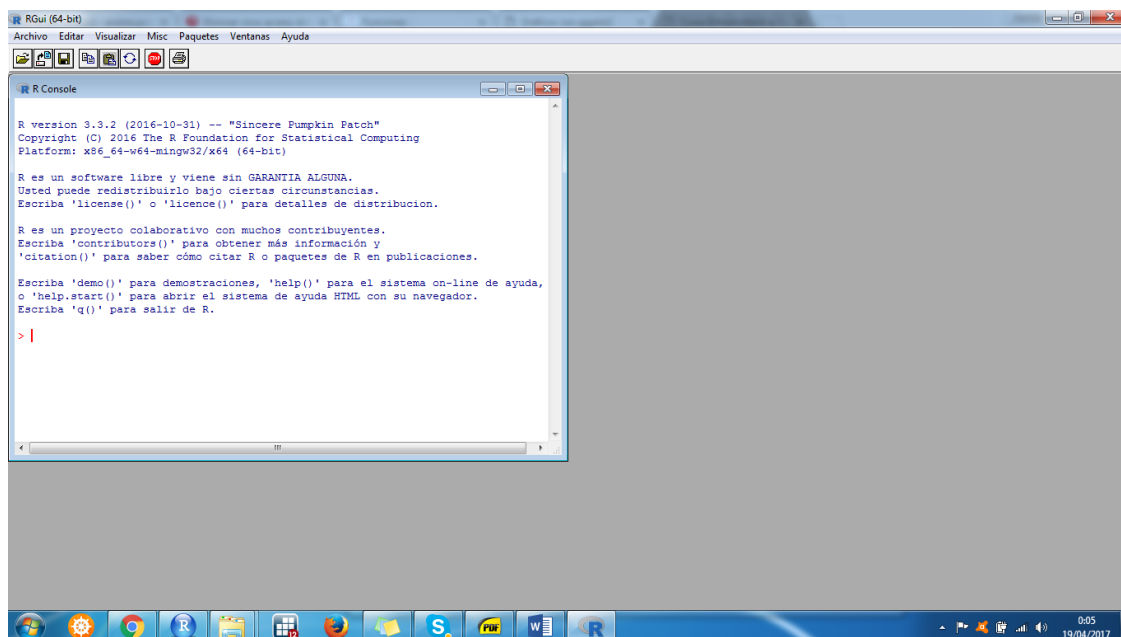 RGui (64-bit)
Archivo Editar Visualizar Misc Paquetes Ventanas Ayuda
STOP
R Console
R version 3.3.2 (2016-10-31) -- "Sincere Pumpkin Patch"
Copyright (C) 2016 The R Foundation for Statistical Computing
Platform: x86_64-w64-mingw32/x64 (64-bit)
R es un software libre y viene sin GARANTIA ALGUNA.
Usted puede redistribuirlo bajo ciertas circunstancias.
Escriba 'license()' o 'licence()' para detalles de distribucion.
R es un proyecto colaborativo con muchos contribuyentes.
Escriba 'contributors()' para obtener más información y
'citation()' para saber cómo citar R o paquetes de R en publicaciones.
Escriba 'demo()' para demostraciones, 'help()' para el sistema on-line de ayuda,
o 'help.start()' para abrir el sistema de ayuda HTML con su navegador.
Escriba 'q()' para salir de R.
>
R 12 S PDF W R
0:05
19/04/2017